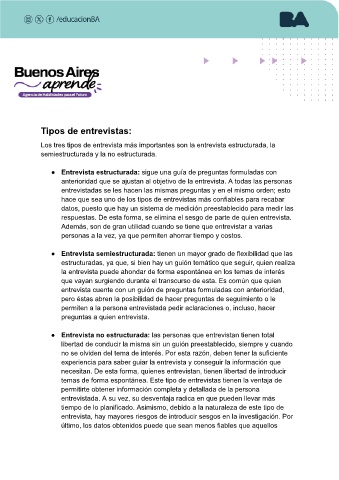 /educacionBA
BA
Buenos Aires
aprende
Agencia de Habilidades para el Futuro
Tipos de entrevistas:
Los tres tipos de entrevista más importantes son la entrevista estructurada, la
semiestructurada y la no estructurada.
● Entrevista estructurada: sigue una guía de preguntas formuladas con
anterioridad que se ajustan al objetivo de la entrevista. A todas las personas
entrevistadas se les hacen las mismas preguntas y en el mismo orden; esto
hace que sea uno de los tipos de entrevistas más confiables para recabar
datos, puesto que hay un sistema de medición preestablecido para medir las
respuestas. De esta forma, se elimina el sesgo de parte de quien entrevista.
Además, son de gran utilidad cuando se tiene que entrevistar a varias
personas a la vez, ya que permiten ahorrar tiempo y costos.
● Entrevista semiestructurada: tienen un mayor grado de flexibilidad que las
estructuradas, ya que, si bien hay un guión temático que seguir, quien realiza
la entrevista puede ahondar de forma espontánea en los temas de interés
que vayan surgiendo durante el transcurso de esta. Es común que quien
entrevista cuente con un guión de preguntas formuladas con anterioridad,
pero éstas abren la posibilidad de hacer preguntas de seguimiento o le
permiten a la persona entrevistada pedir aclaraciones o, incluso, hacer
preguntas a quien entrevista.
● Entrevista no estructurada: las personas que entrevistan tienen total
libertad de conducir la misma sin un guión preestablecido, siempre y cuando
no se olviden del tema de interés. Por esta razón, deben tener la suficiente
experiencia para saber guiar la entrevista y conseguir la información que
necesitan. De esta forma, quienes entrevistan, tienen libertad de introducir
temas de forma espontánea. Este tipo de entrevistas tienen la ventaja de
permitirte obtener información completa y detallada de la persona
entrevistada. A su vez, su desventaja radica en que pueden llevar más
tiempo de lo planificado. Asimismo, debido a la naturaleza de este tipo de
entrevista, hay mayores riesgos de introducir sesgos en la investigación. Por
último, los datos obtenidos puede que sean menos fiables que aquellos